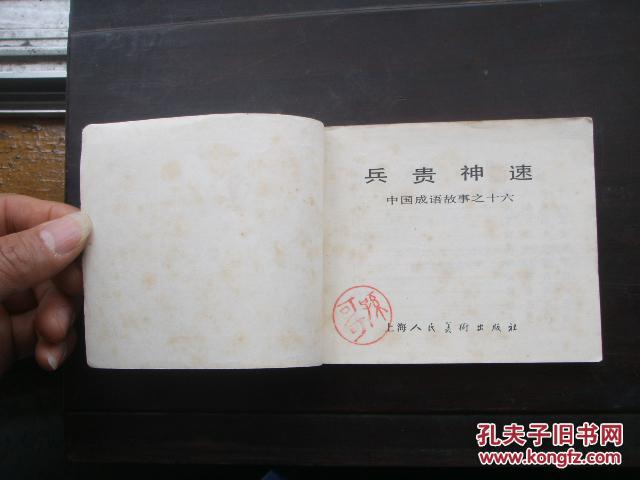 兵贵神速
中国成语故事之十六
上海人民美術出版社
孔夫子旧书网
www.kongfz.com